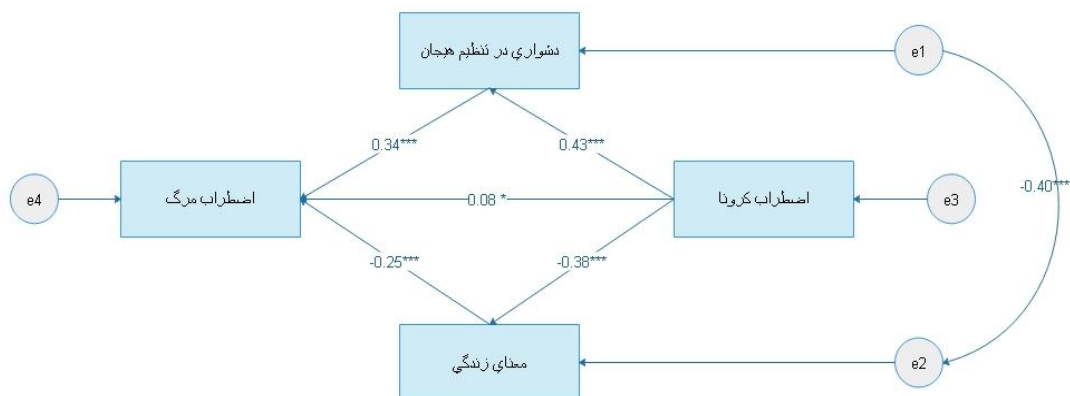 دشواري در تنظيم هيجان
e1
0.34***
0.43***
e4
اضطراب مرگ
0.08 *
اضطراب کرونا
e3
-0.40***
-0.25***
-0.38***
معناي زندگي
e2